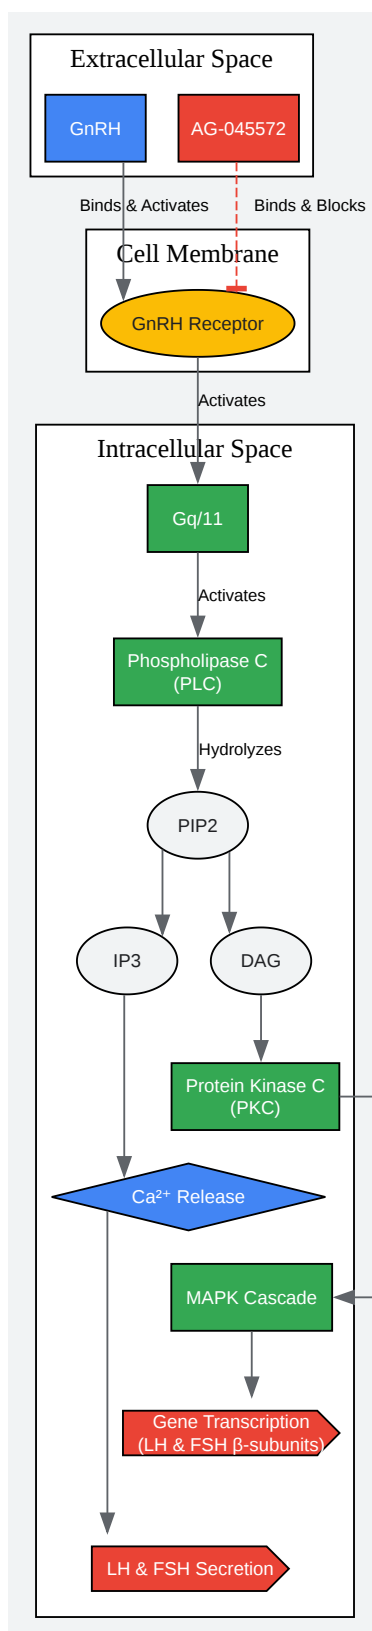 Extracellular Space
GnRH
AG-045572
Binds & Activates
Binds & Blocks
Cell Membrane
GnRH Receptor
Activates
Intracellular Space
Gq/11
Activates
Phospholipase C
(PLC)
Hydrolyzes
PIP2
IP3
DAG
Protein Kinase C
(PKC)
Ca²⁺ Release
MAPK Cascade
Gene Transcription
(LH & FSH β-subunits)
LH & FSH Secretion